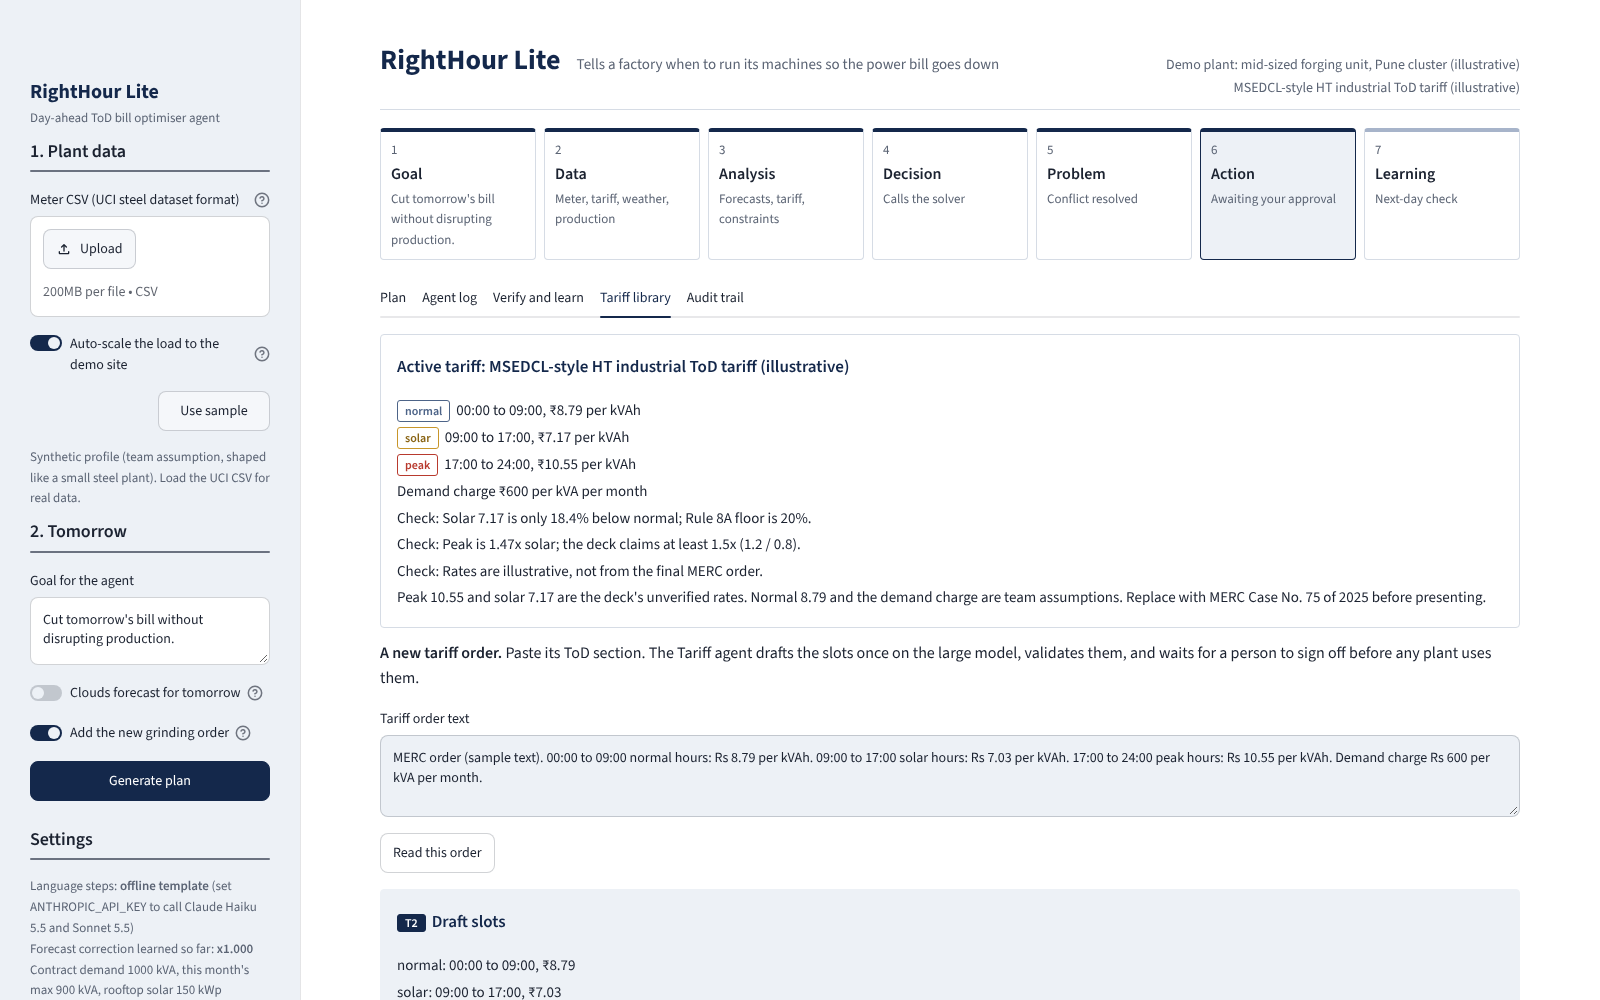 RightHour Lite
Day-ahead ToD bill optimiser agent
1. Plant data
Meter CSV (UCI steel dataset format)
Upload
200MB per file • CSV
Auto-scale the load to the
demo site
Use sample
Synthetic profile (team assumption, shaped
like a small steel plant). Load the UCI CSV for
real data.
2. Tomorrow
Goal for the agent
Cut tomorrow's bill without
disrupting production.
Clouds forecast for tomorrow
Add the new grinding order
Generate plan
Settings
Language steps: offline template (set
ANTHROPIC_API_KEY to call Claude Haiku
5.5 and Sonnet 5.5)
Forecast correction learned so far: x1.000
Contract demand 1000 kVA, this month's
max 900 kVA, rooftop solar 150 kWp
RightHour Lite
Tells a factory when to run its machines so the power bill goes down
Demo plant: mid-sized forging unit, Pune cluster (illustrative)
MSEDCL-style HT industrial ToD tariff (illustrative)
1
Goal
Cut tomorrow's bill
without disrupting
production.
2
Data
Meter, tariff, weather,
production
3
Analysis
Forecasts, tariff,
constraints
4
Decision
Calls the solver
5
Problem
Conflict resolved
6
Action
Awaiting your approval
7
Learning
Next-day check
Plan Agent log Verify and learn Tariff library Audit trail
Active tariff: MSEDCL-style HT industrial ToD tariff (illustrative)
normal 00:00 to 09:00, ₹8.79 per kVAh
solar 09:00 to 17:00, ₹7.17 per kVAh
peak 17:00 to 24:00, ₹10.55 per kVAh
Demand charge ₹600 per kVA per month
Check: Solar 7.17 is only 18.4% below normal; Rule 8A floor is 20%.
Check: Peak is 1.47x solar; the deck claims at least 1.5x (1.2 / 0.8).
Check: Rates are illustrative, not from the final MERC order.
Peak 10.55 and solar 7.17 are the deck's unverified rates. Normal 8.79 and the demand charge are team assumptions. Replace with MERC Case No. 75 of 2025 before presenting.
A new tariff order. Paste its ToD section. The Tariff agent drafts the slots once on the large model, validates them, and waits for a person to sign off before any plant uses
them.
Tariff order text
MERC order (sample text). 00:00 to 09:00 normal hours: Rs 8.79 per kVAh. 09:00 to 17:00 solar hours: Rs 7.03 per kVAh. 17:00 to 24:00 peak hours: Rs 10.55 per kVAh. Demand charge Rs 600 per
kVA per month.
Read this order
T2 Draft slots
normal: 00:00 to 09:00, ₹8.79
solar: 09:00 to 17:00, ₹7.03